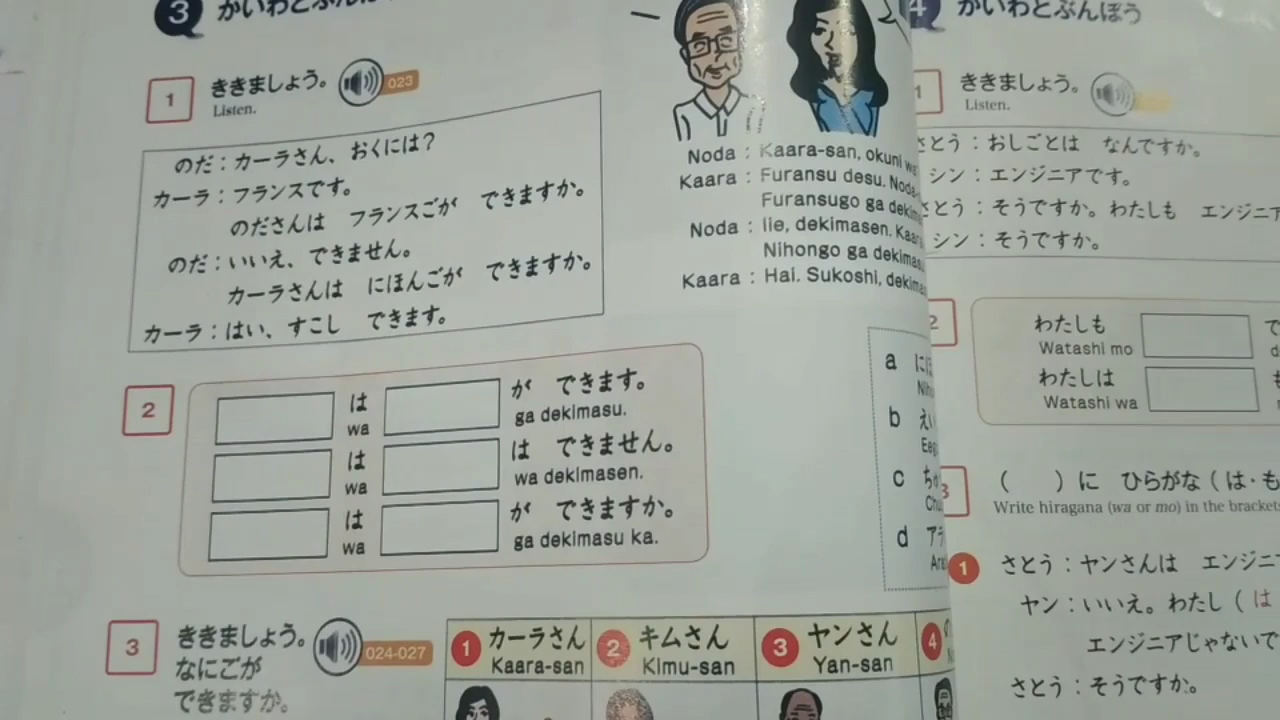 3
1 ききましょう。 023
Listen.
のだ：カーラさん、おくには？
カーラ：フランスです。
のださんは フランスごが できますか。
のだ：いいえ、できません。
カーラさんは にほんごが できますか。
カーラ：はい、すこし できます。
Noda : Kaara-san, okuni
Kaara : Furansu desu.
Furansugo ga
Noda : Iie, dekimasen.
Nihongo ga
Kaara : Hai. Sukoshi,
2
は が できます。
wa ga dekimasu.
は は できません。
wa wa dekimasen.
は が できますか。
wa ga dekimasu ka.
a
b
c
d
3 ききましょう。 024-027
なにごが
できますか。
1 カーラさん
Kaara-san
2 キムさん
Kimu-san
3 ヤンさん
Yan-san
4
4 かいわとぶんぽう
1 ききましょう。
Listen.
さとう：おしごとは なんですか。
シン：エンジニアです。
さとう：そうですか。わたしも
シン：そうですか。
2
わたしも
Watashi mo
わたしは
Watashi wa
3 ( )に ひらがな（は・も
Write hiragana (wa or mo) in the
1 さとう：ヤンさんは
ヤン：いいえ。わたし（は
エンジニアじゃないで
さとう：そうですか。